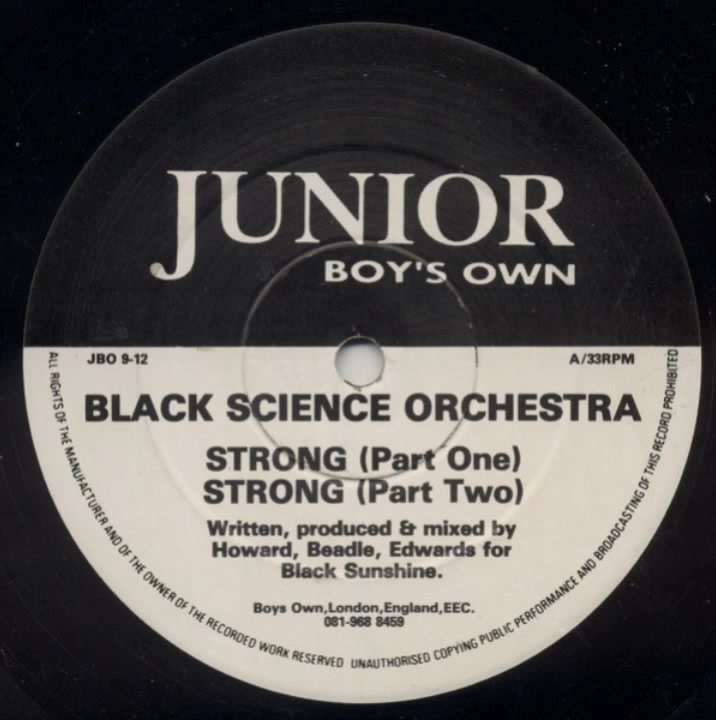 JUNIOR
BOY'S OWN
JBO 9-12
A/33RPM
BLACK SCIENCE ORCHESTRA
STRONG (Part One)
STRONG (Part Two)
Written, produced & mixed by
Howard, Beadle, Edwards for
Black Sunshine.
Boys Own,London,England,EEC.
081-968 8459
ALL RIGHTS OF THE MANUFACTURER AND OF THE OWNER OF THE RECORDED WORK RESERVED UNAUTHORISED COPYING PUBLIC PERFORMANCE AND BROADCASTING OF THIS RECORD PROHIBITED